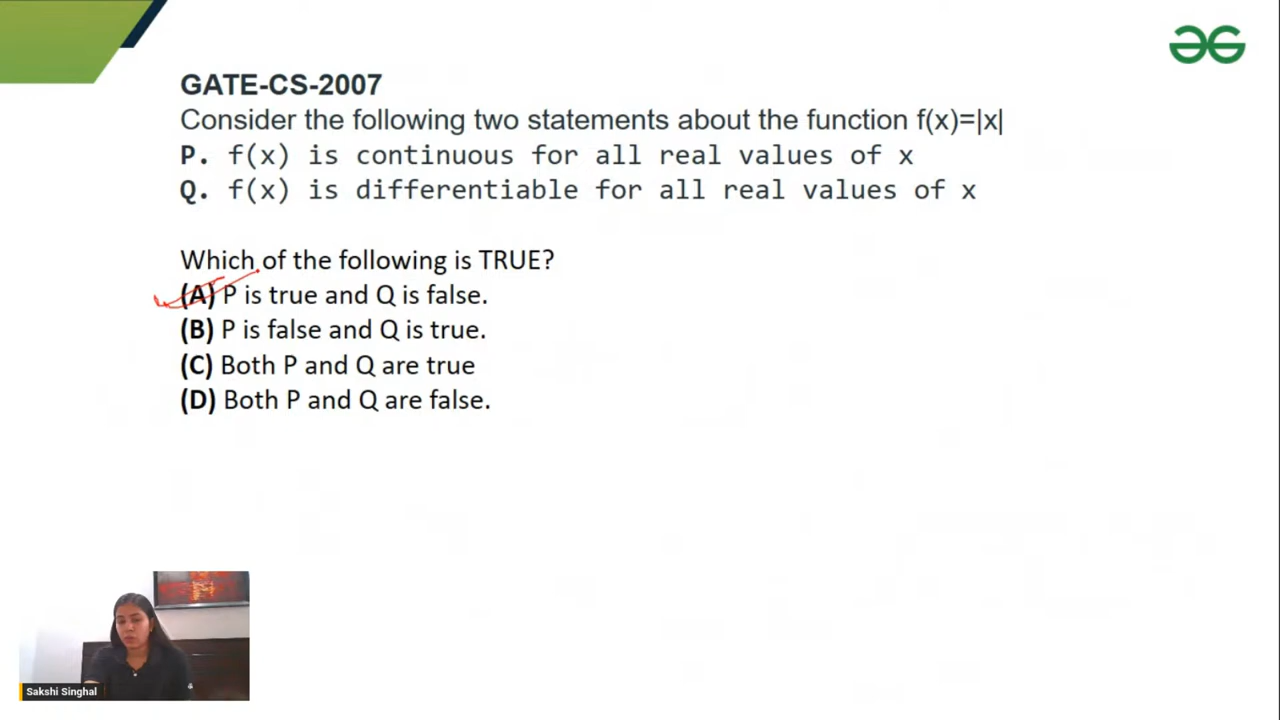 GATE-CS-2007
Consider the following two statements about the function f(x)=|x|
P. f(x) is continuous for all real values of x
Q. f(x) is differentiable for all real values of x
Which of the following is TRUE?
(A) P is true and Q is false.
(B) P is false and Q is true.
(C) Both P and Q are true
(D) Both P and Q are false.
Sakshi Singhal